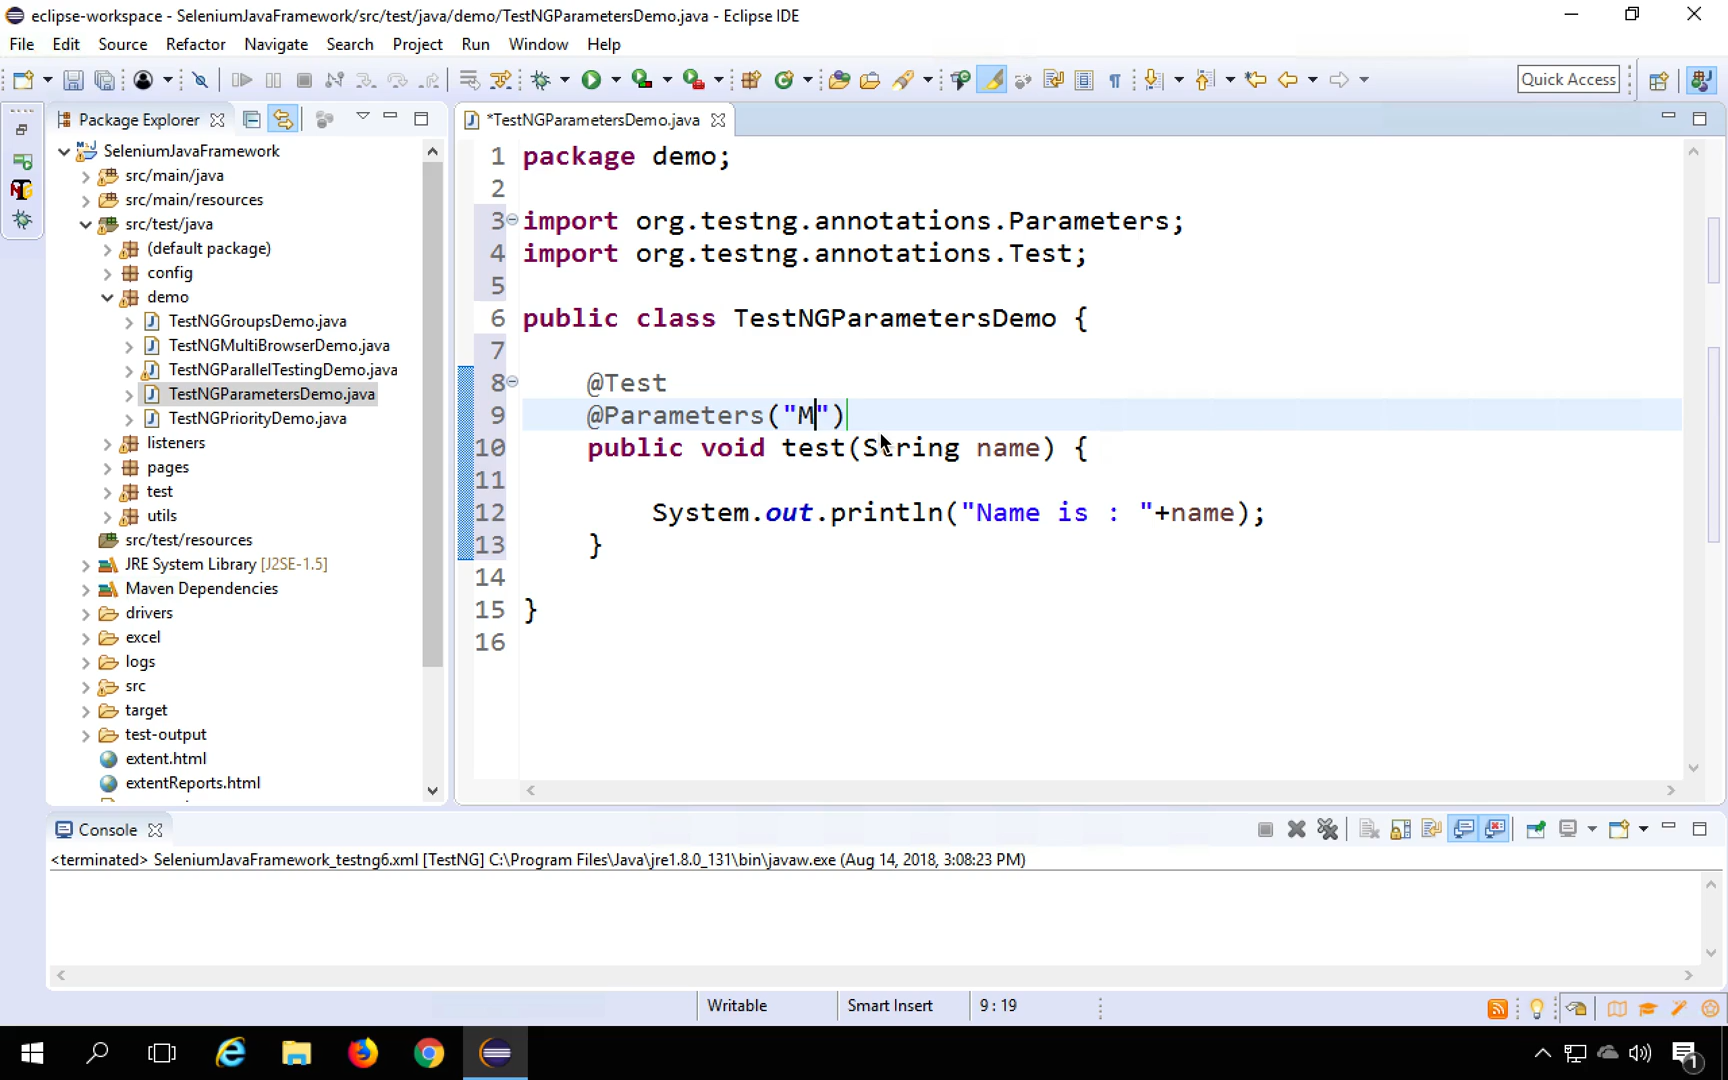 eclipse-workspace - SeleniumJavaFramework/src/test/java/demo/TestNGParametersDemo.java - Eclipse IDE
File Edit Source Refactor Navigate Search Project Run Window Help
Quick Access
Package Explorer
*TestNGParametersDemo.java
SeleniumJavaFramework
src/main/java
src/main/resources
src/test/java
(default package)
config
demo
TestNGGroupsDemo.java
TestNGMultiBrowserDemo.java
TestNGParallelTestingDemo.java
TestNGParametersDemo.java
TestNGPriorityDemo.java
listeners
pages
test
utils
src/test/resources
JRE System Library [J2SE-1.5]
Maven Dependencies
drivers
excel
logs
src
target
test-output
extent.html
extentReports.html
1 package demo;
2
3 import org.testng.annotations.Parameters;
4 import org.testng.annotations.Test;
5
6 public class TestNGParametersDemo {
7
8 @Test
9 @Parameters("M")
10 public void test(String name) {
11
12 System.out.println("Name is : "+name);
13 }
14
15 }
16
Console
<terminated> SeleniumJavaFramework_testng6.xml [TestNG] C:\Program Files\Java\jre1.8.0_131\bin\javaw.exe (Aug 14, 2018, 3:08:23 PM)
Writable Smart Insert 9 : 19
1